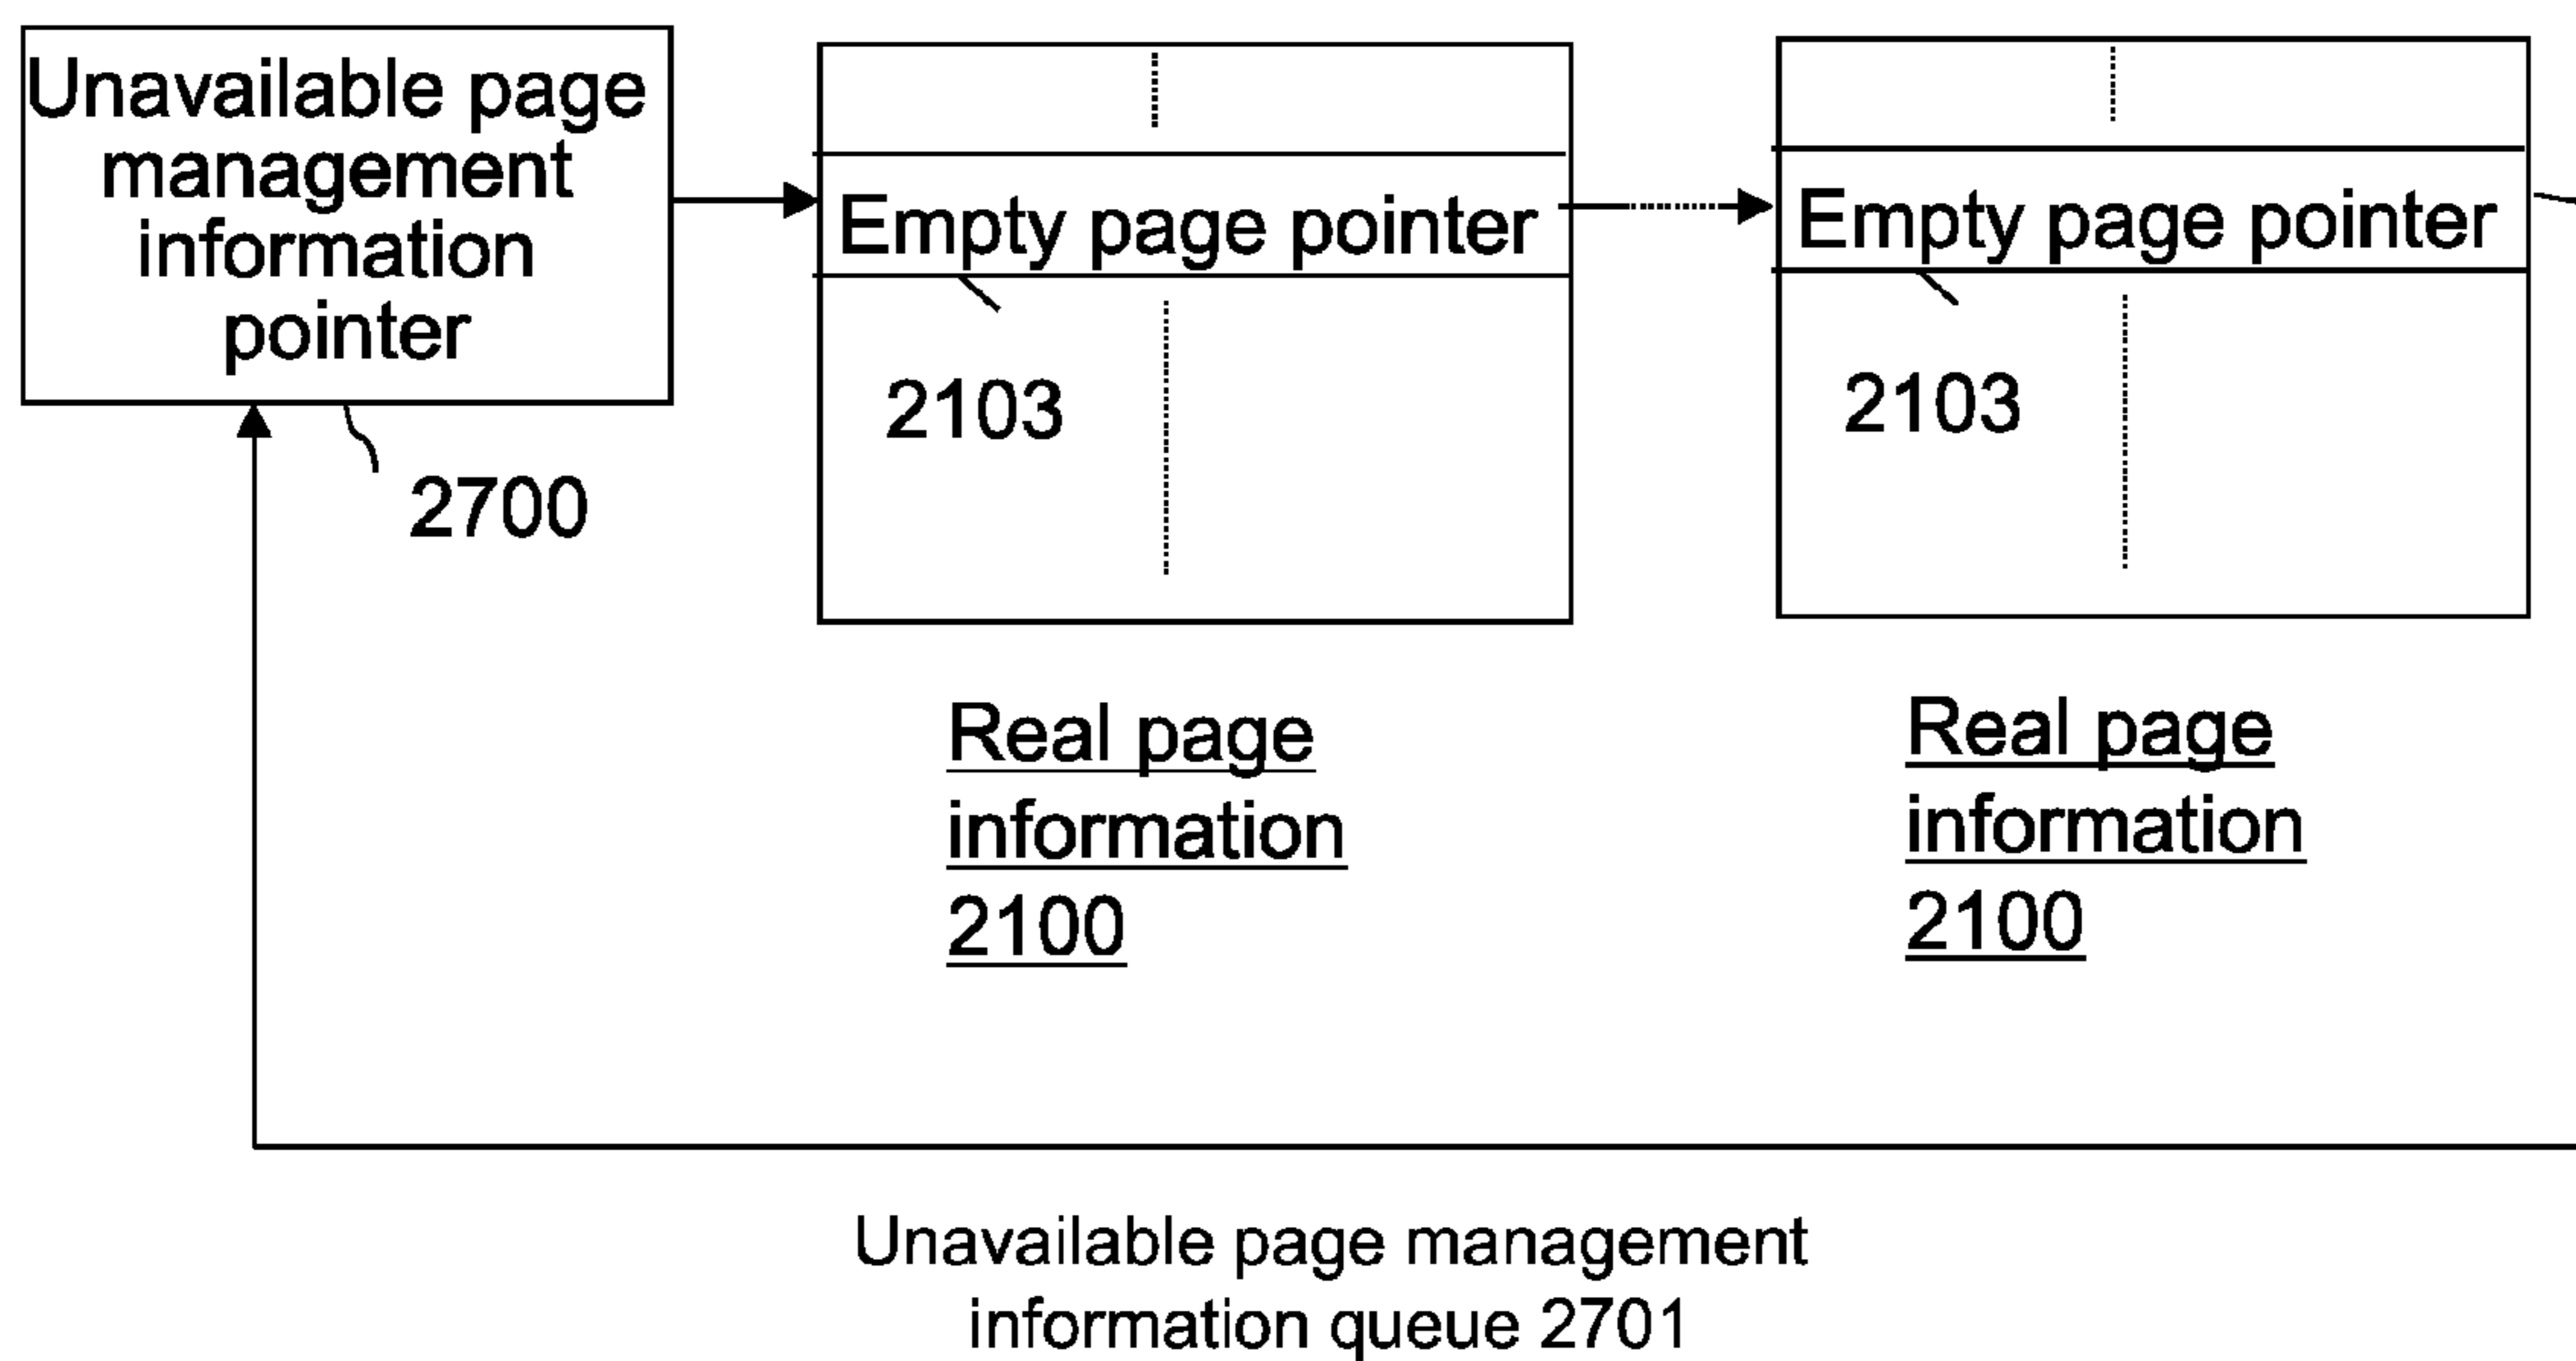 Unavailable page
management
information
pointer
2700
Empty page pointer
2103
Real page
information
2100
Empty page pointer
2103
Real page
information
2100
Unavailable page management
information queue 2701